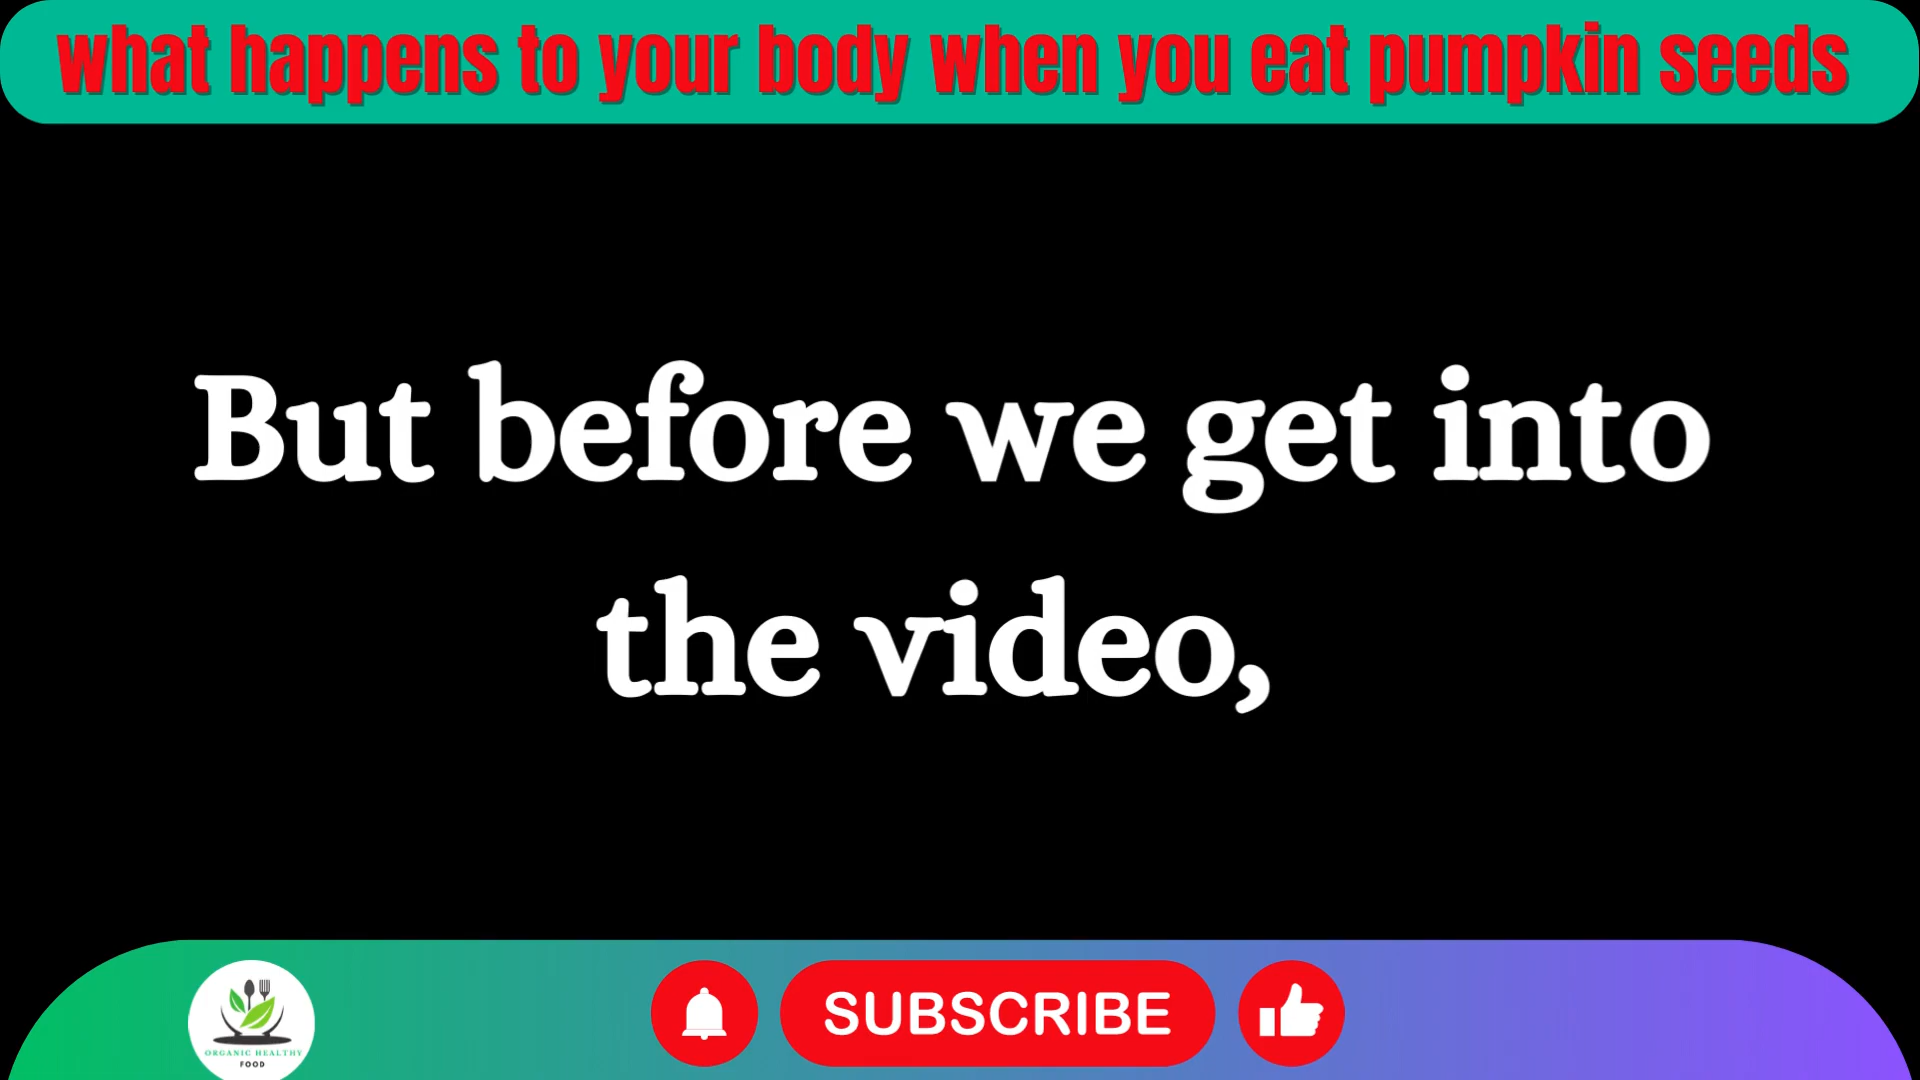 what happens to your body when you eat pumpkin seeds
But before we get into
the video,
SUBSCRIBE
ORGANIC HEALTHY
FOOD